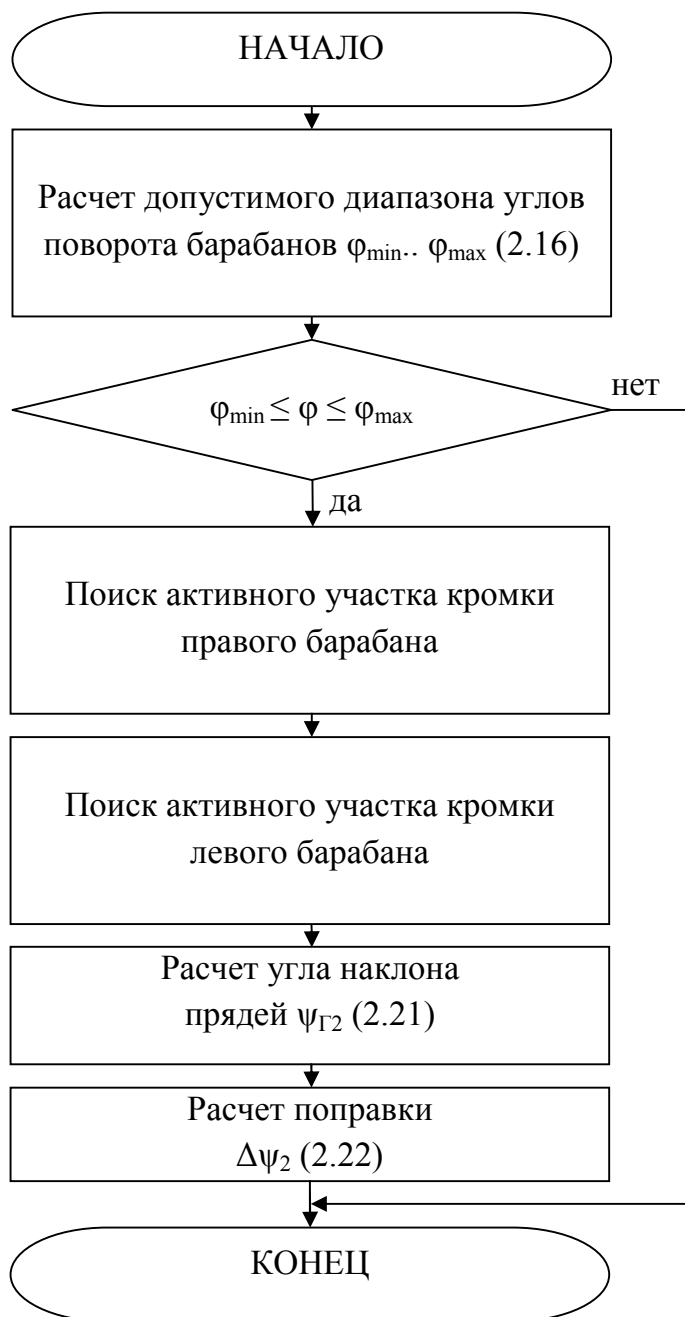 НАЧАЛО
Расчет допустимого диапазона углов
поворота барабанов φmin.. φmax (2.16)
φmin ≤ φ ≤ φmax
нет
да
Поиск активного участка кромки
правого барабана
Поиск активного участка кромки
левого барабана
Расчет угла наклона
прядей ψГ2 (2.21)
Расчет поправки
Δψ2 (2.22)
КОНЕЦ